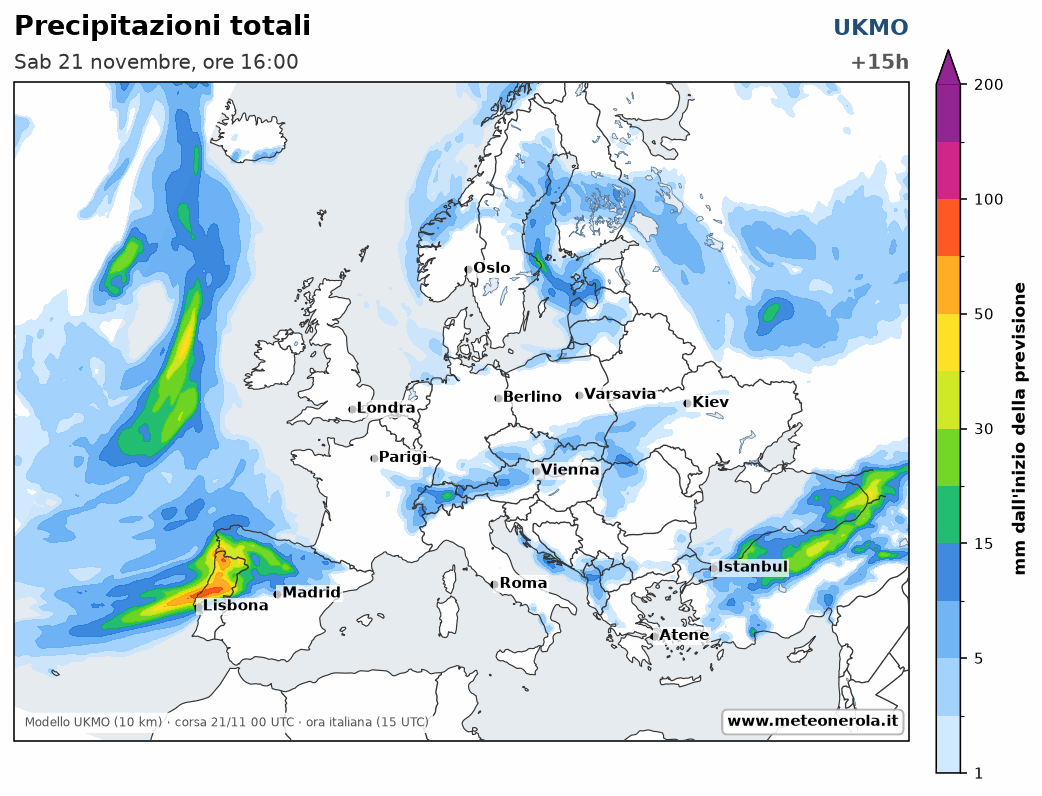 Precipitazioni totali
UKMO
Sab 21 novembre, ore 16:00
+15h
200
100
50
30
15
5
1
mm dall'inizio della previsione
Oslo
Berlino
Varsavia
Kiev
Londra
Parigi
Vienna
Istanbul
Roma
Madrid
Lisbona
Atene
Modello UKMO (10 km) · corsa 21/11 00 UTC · ora italiana (15 UTC)
www.meteonerola.it